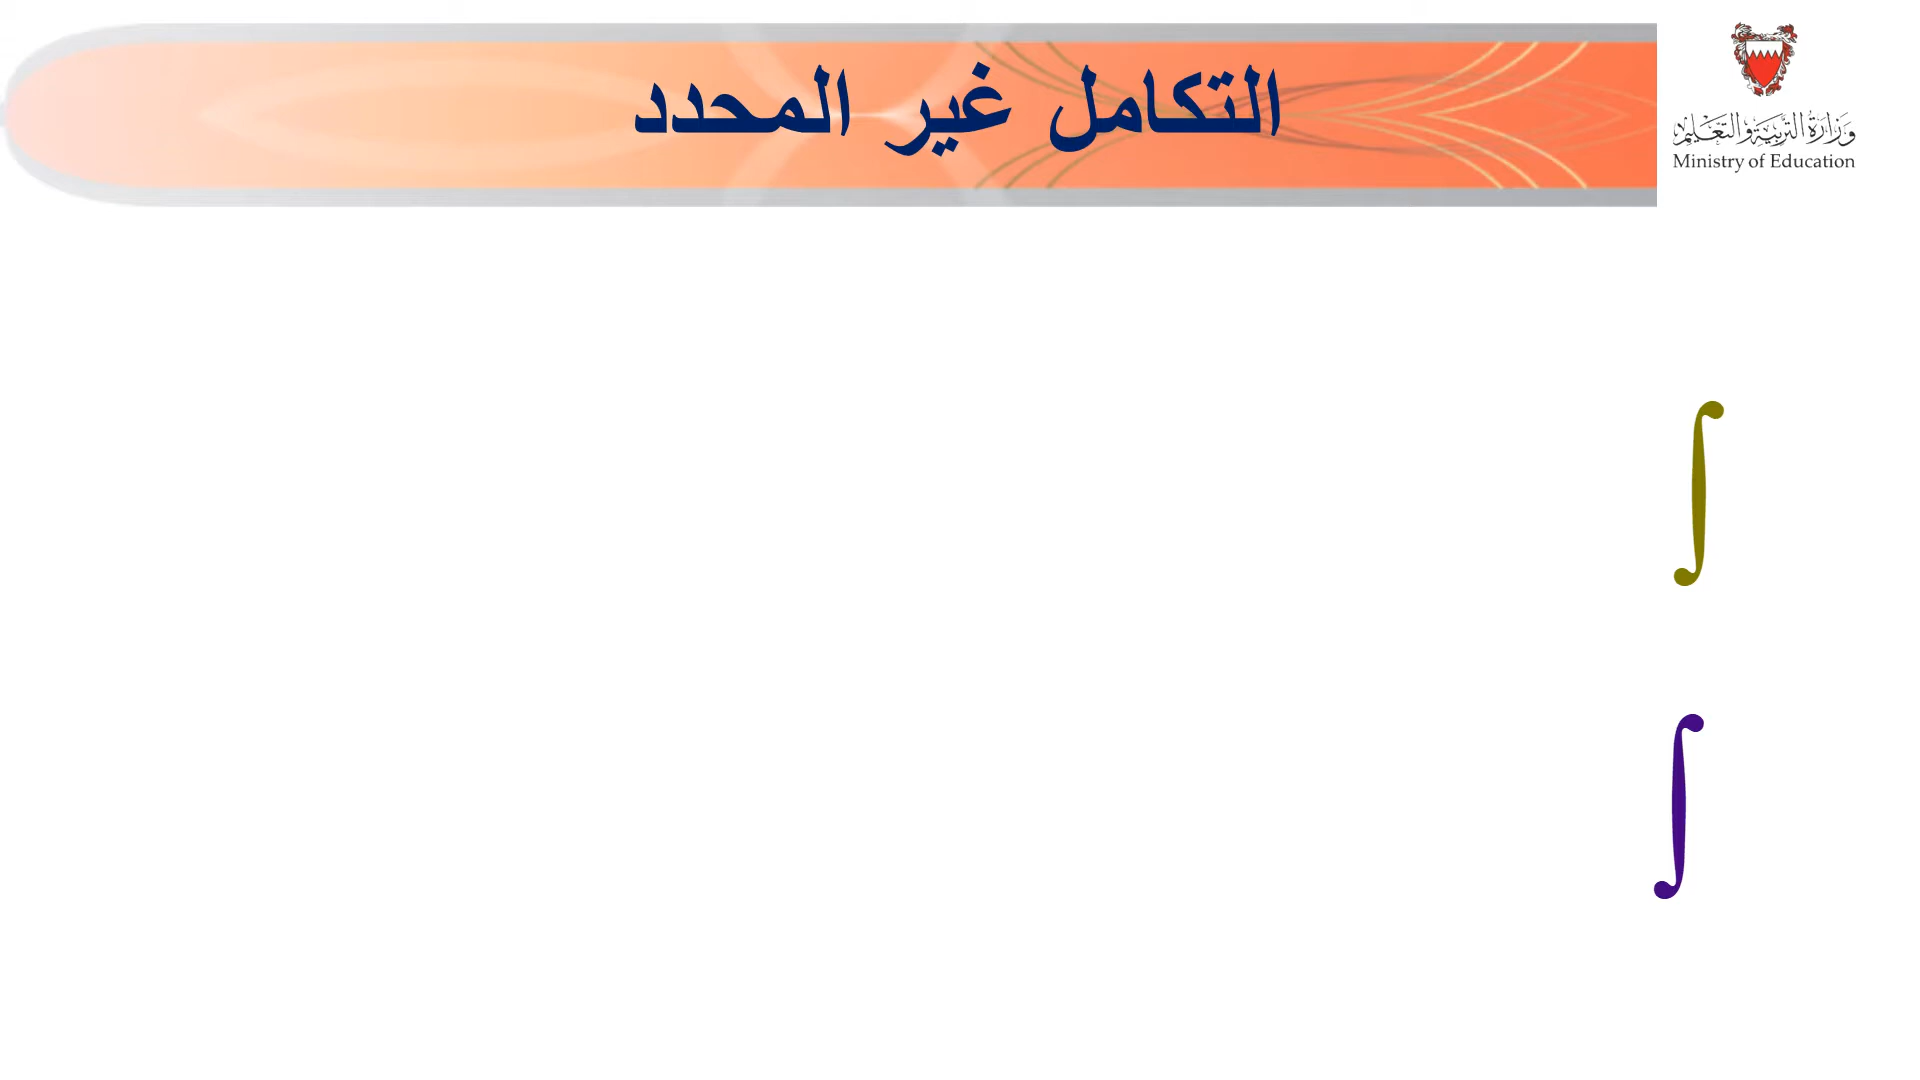 التكامل غير المحدد
وزارة التربية والتعليم
Ministry of Education
∫
∫